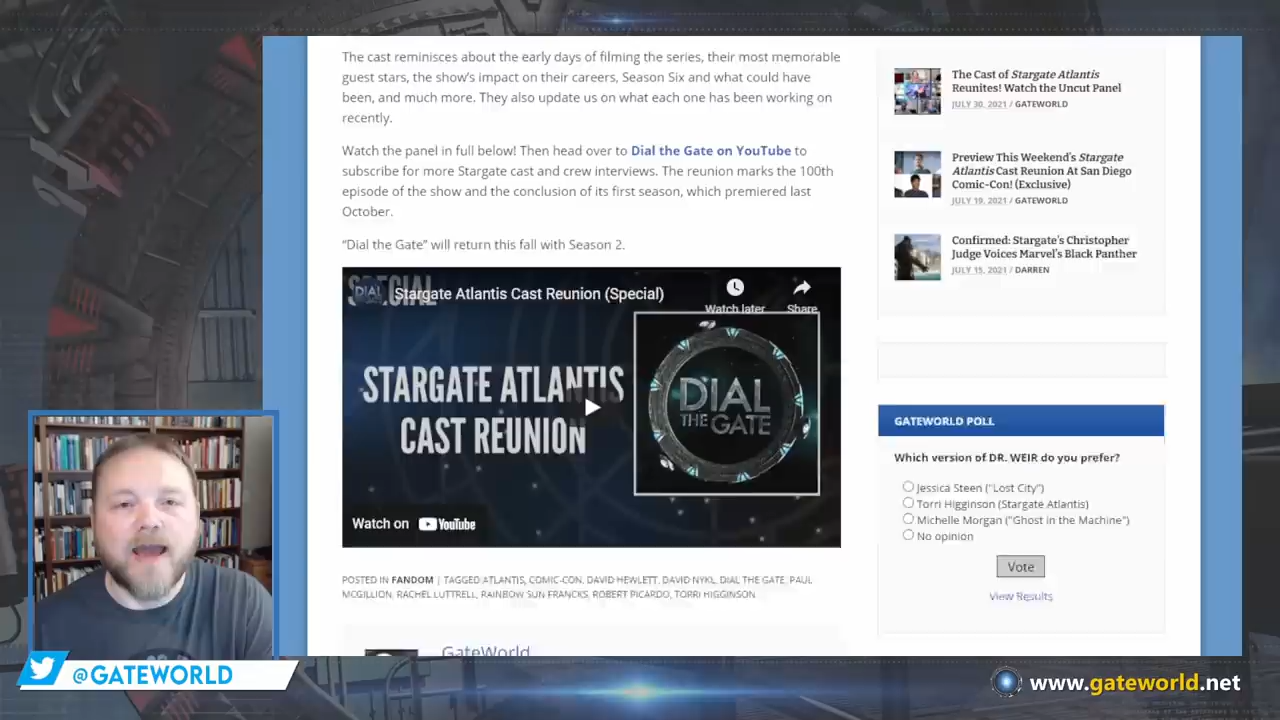 The cast reminisces about the early days of filming the series, their most memorable
guest stars, the show's impact on their careers, Season Six and what could have
been, and much more. They also update us on what each one has been working on
recently.
Watch the panel in full below! Then head over to Dial the Gate on YouTube to
subscribe for more Stargate cast and crew interviews. The reunion marks the 100th
episode of the show and the conclusion of its first season, which premiered last
October.
"Dial the Gate" will return this fall with Season 2.
SPECIAL
DIAL
Stargate Atlantis Cast Reunion (Special)
Watch later
Share
STARGATE ATLANTIS
CAST REUNION
DIAL
THE GATE
Watch on YouTube
POSTED IN FANDOM | TAGGED ATLANTIS, COMIC-CON, DAVID HEWLETT, DAVID NYKL, DIAL THE GATE, PAUL
MCGILLION, RACHEL LUTTRELL, RAINBOW SUN FRANCKS, ROBERT PICARDO, TORRI HIGGINSON
GateWorld
The Cast of Stargate Atlantis
Reunites! Watch the Uncut Panel
JULY 30, 2021 / GATEWORLD
Preview This Weekend's Stargate
Atlantis Cast Reunion At San Diego
Comic-Con! (Exclusive)
JULY 19, 2021 / GATEWORLD
Confirmed: Stargate's Christopher
Judge Voices Marvel's Black Panther
JULY 15, 2021 / DARREN
GATEWORLD POLL
Which version of DR. WEIR do you prefer?
Jessica Steen ("Lost City")
Torri Higginson (Stargate Atlantis)
Michelle Morgan ("Ghost in the Machine")
No opinion
Vote
View Results
@GATEWORLD
www.gateworld.net